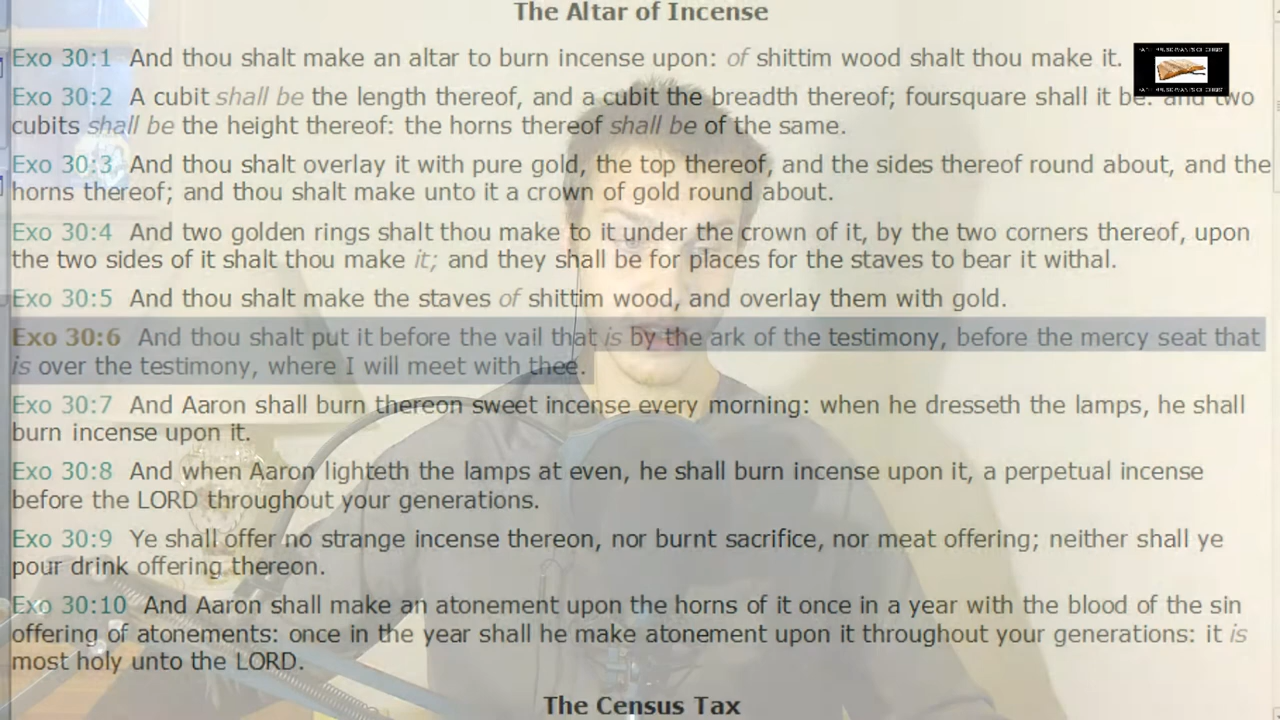 The Altar of Incense
Exo 30:1 And thou shalt make an altar to burn incense upon: of shittim wood shalt thou make it.
Exo 30:2 A cubit shall be the length thereof, and a cubit the breadth thereof; foursquare shall it be: and two
cubits shall be the height thereof: the horns thereof shall be of the same.
Exo 30:3 And thou shalt overlay it with pure gold, the top thereof, and the sides thereof round about, and the
horns thereof; and thou shalt make unto it a crown of gold round about.
Exo 30:4 And two golden rings shalt thou make to it under the crown of it, by the two corners thereof, upon
the two sides of it shalt thou make it; and they shall be for places for the staves to bear it withal.
Exo 30:5 And thou shalt make the staves of shittim wood, and overlay them with gold.
Exo 30:6 And thou shalt put it before the vail that is by the ark of the testimony, before the mercy seat that
is over the testimony, where I will meet with thee.
Exo 30:7 And Aaron shall burn thereon sweet incense every morning: when he dresseth the lamps, he shall
burn incense upon it.
Exo 30:8 And when Aaron lighteth the lamps at even, he shall burn incense upon it, a perpetual incense
before the LORD throughout your generations.
Exo 30:9 Ye shall offer no strange incense thereon, nor burnt sacrifice, nor meat offering; neither shall ye
pour drink offering thereon.
Exo 30:10 And Aaron shall make an atonement upon the horns of it once in a year with the blood of the sin
offering of atonements: once in the year shall he make atonement upon it throughout your generations: it is
most holy unto the LORD.
The Census Tax